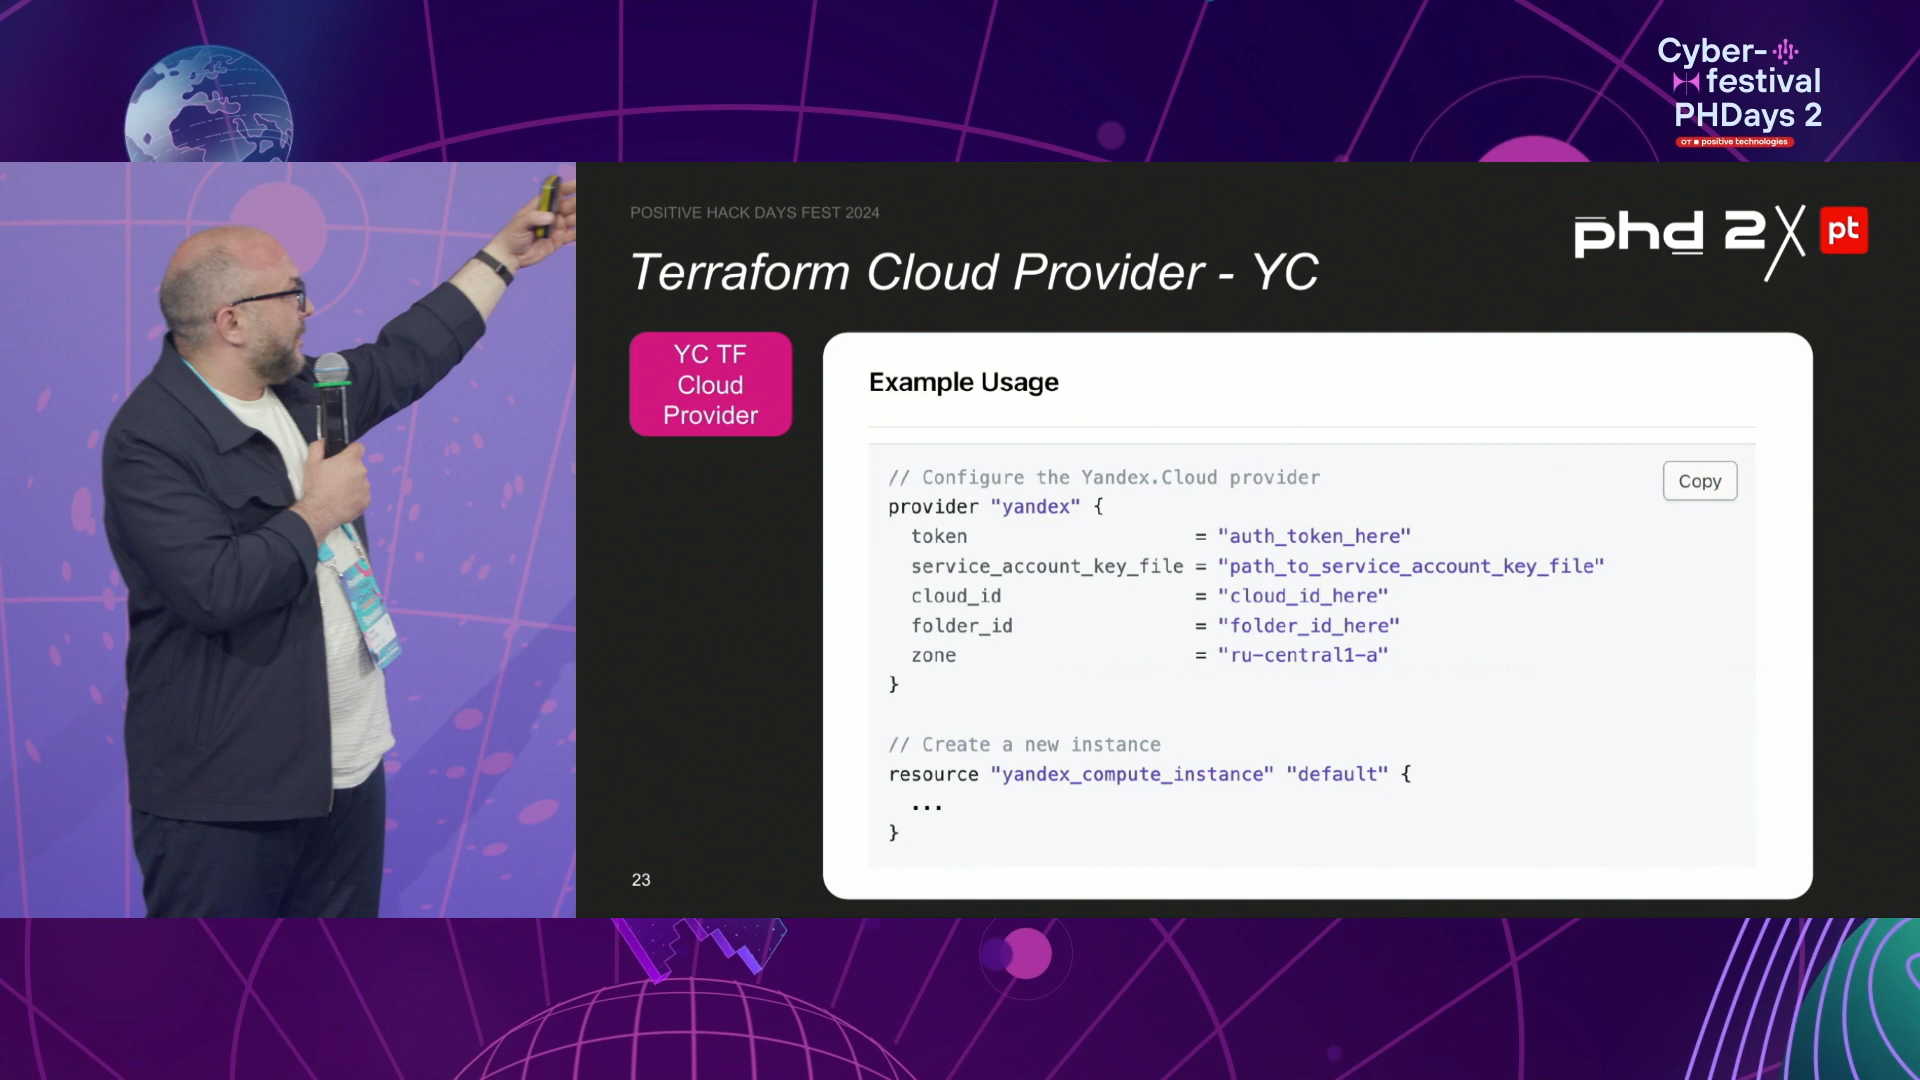 Cyber-
festival
PHDays 2
от positive technologies
POSITIVE HACK DAYS FEST 2024
phd 2
pt
Terraform Cloud Provider - YC
YC TF
Cloud
Provider
Example Usage
Copy
// Configure the Yandex.Cloud provider
provider "yandex" {
  token                    = "auth_token_here"
  service_account_key_file = "path_to_service_account_key_file"
  cloud_id                 = "cloud_id_here"
  folder_id                = "folder_id_here"
  zone                     = "ru-central1-a"
}
// Create a new instance
resource "yandex_compute_instance" "default" {
  ...
}
23